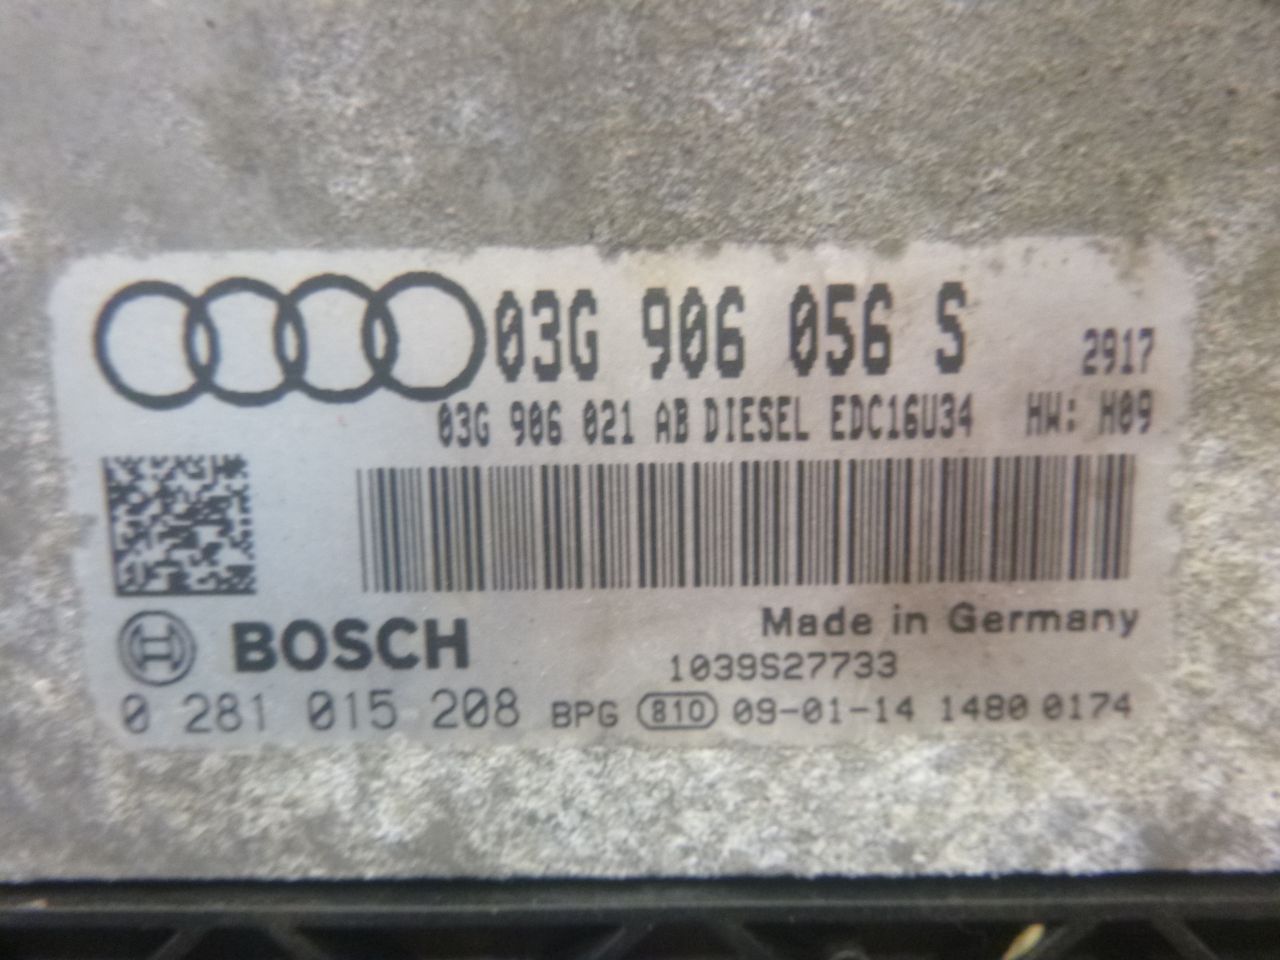 03G 906 056 S 2917
03G 906 021 AB DIESEL EDC16U34 HW: H09
BOSCH
Made in Germany
1039S27733
0 281 015 208 BPG 810 09-01-14 1480 0174